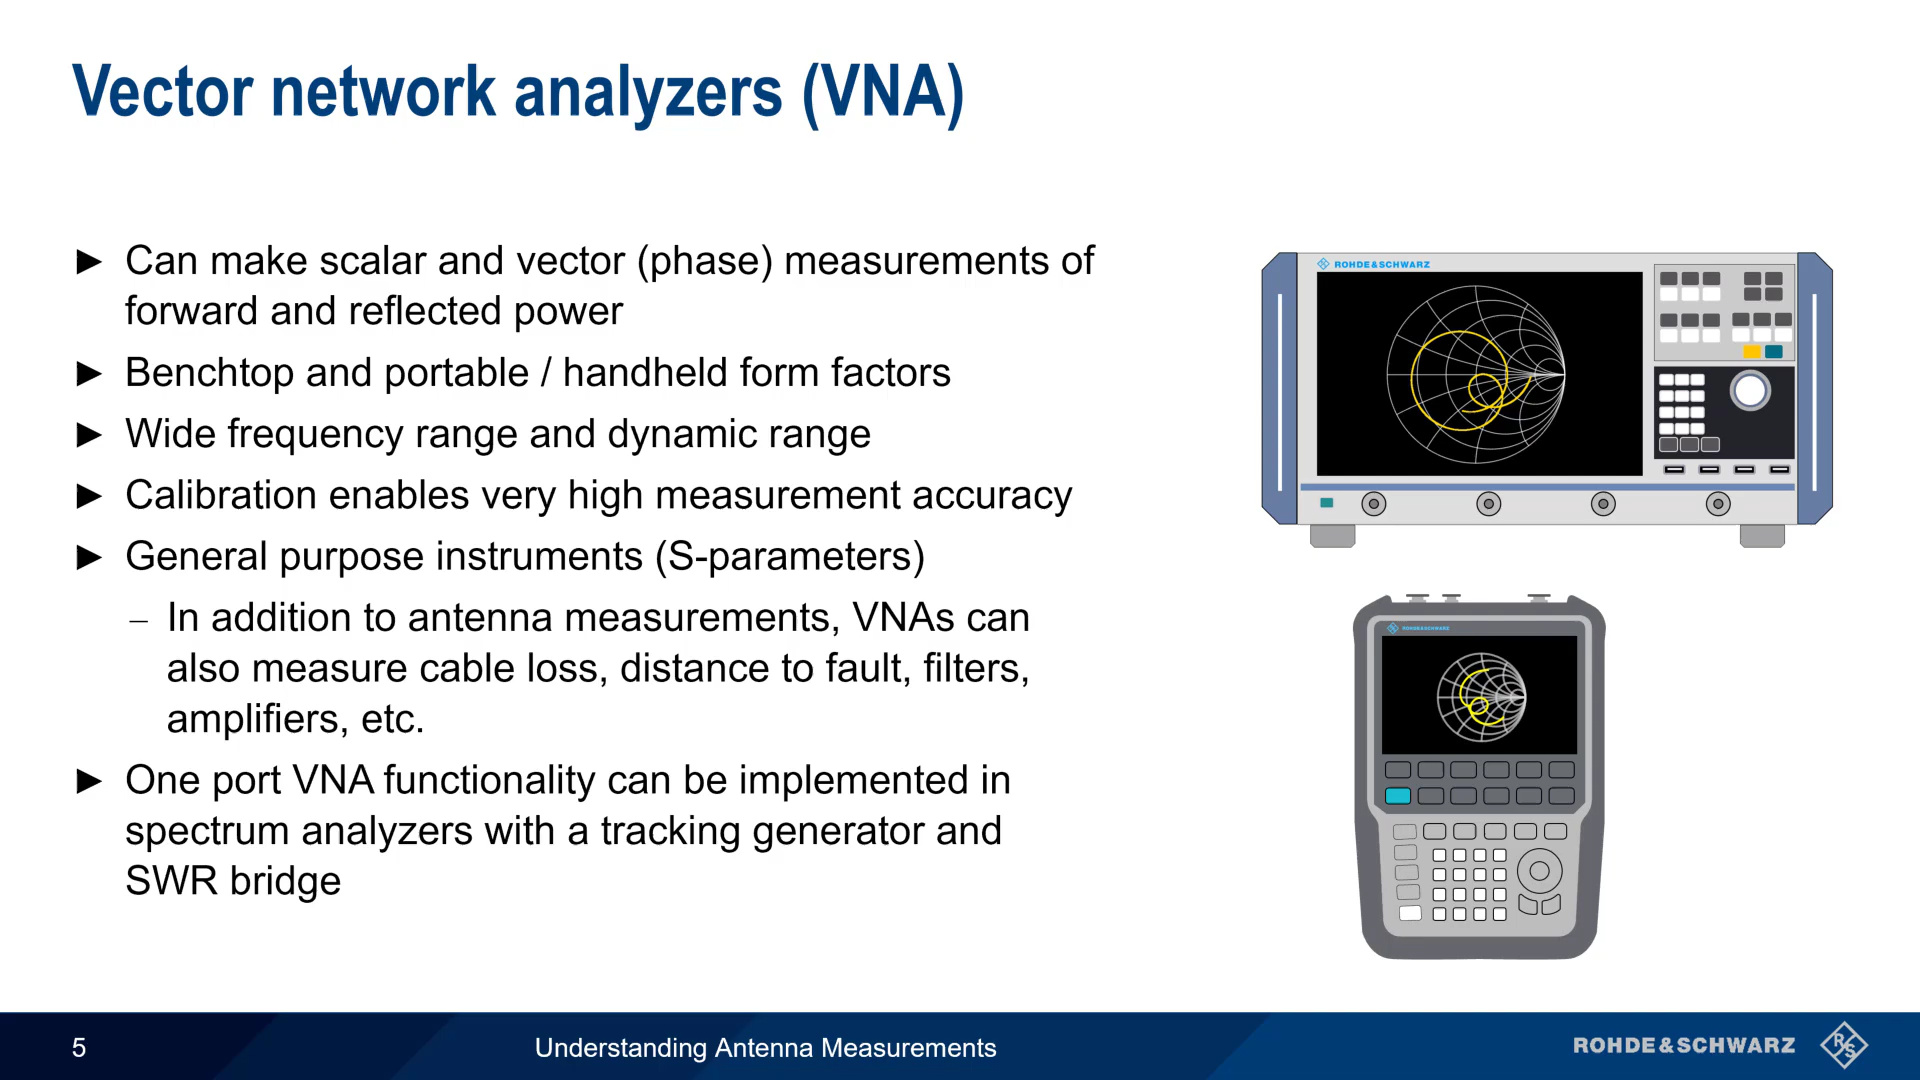 Vector network analyzers (VNA)
► Can make scalar and vector (phase) measurements of
forward and reflected power
► Benchtop and portable / handheld form factors
► Wide frequency range and dynamic range
► Calibration enables very high measurement accuracy
► General purpose instruments (S-parameters)
– In addition to antenna measurements, VNAs can
also measure cable loss, distance to fault, filters,
amplifiers, etc.
► One port VNA functionality can be implemented in
spectrum analyzers with a tracking generator and
SWR bridge
ROHDE&SCHWARZ
ROHDE&SCHWARZ
5
Understanding Antenna Measurements
ROHDE&SCHWARZ
R&S